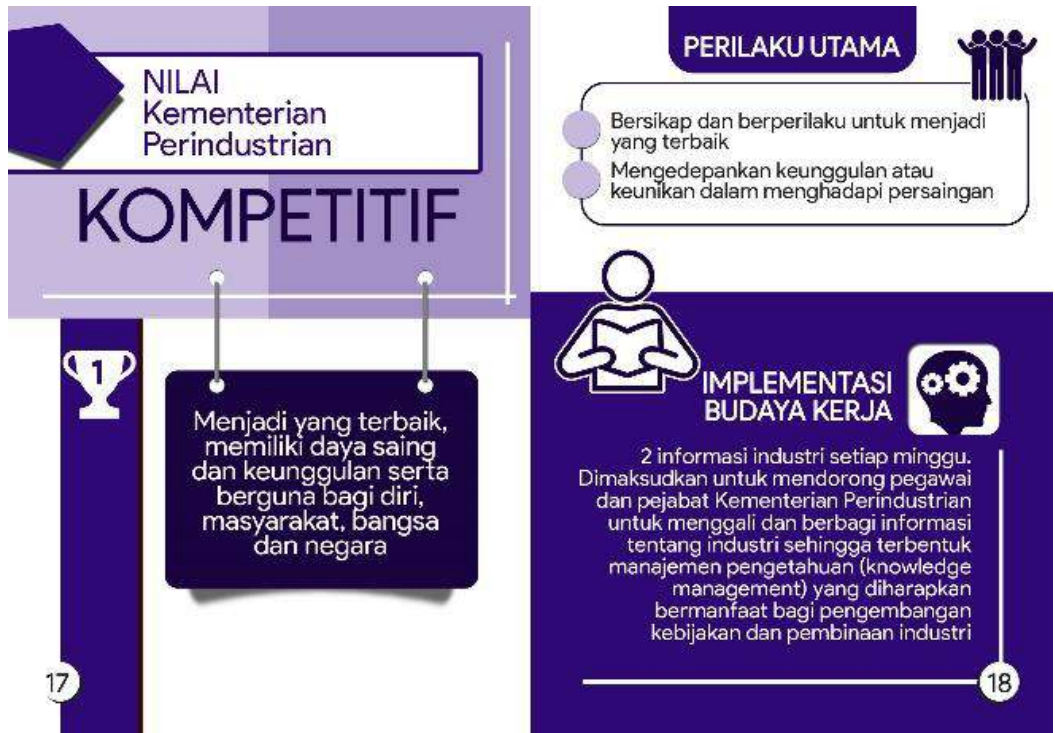 NILAI
Kementerian
Perindustrian
KOMPETITIF
1
Menjadi yang terbaik,
memiliki daya saing
dan keunggulan serta
berguna bagi diri,
masyarakat, bangsa
dan negara
17
PERILAKU UTAMA
Bersikap dan berperilaku untuk menjadi
yang terbaik
Mengedepankan keunggulan atau
keunikan dalam menghadapi persaingan
IMPLEMENTASI
BUDAYA KERJA
2 informasi industri setiap minggu.
Dimaksudkan untuk mendorong pegawai
dan pejabat Kementerian Perindustrian
untuk menggali dan berbagi informasi
tentang industri sehingga terbentuk
manajemen pengetahuan (knowledge
management) yang diharapkan
bermanfaat bagi pengembangan
kebijakan dan pembinaan industri
18